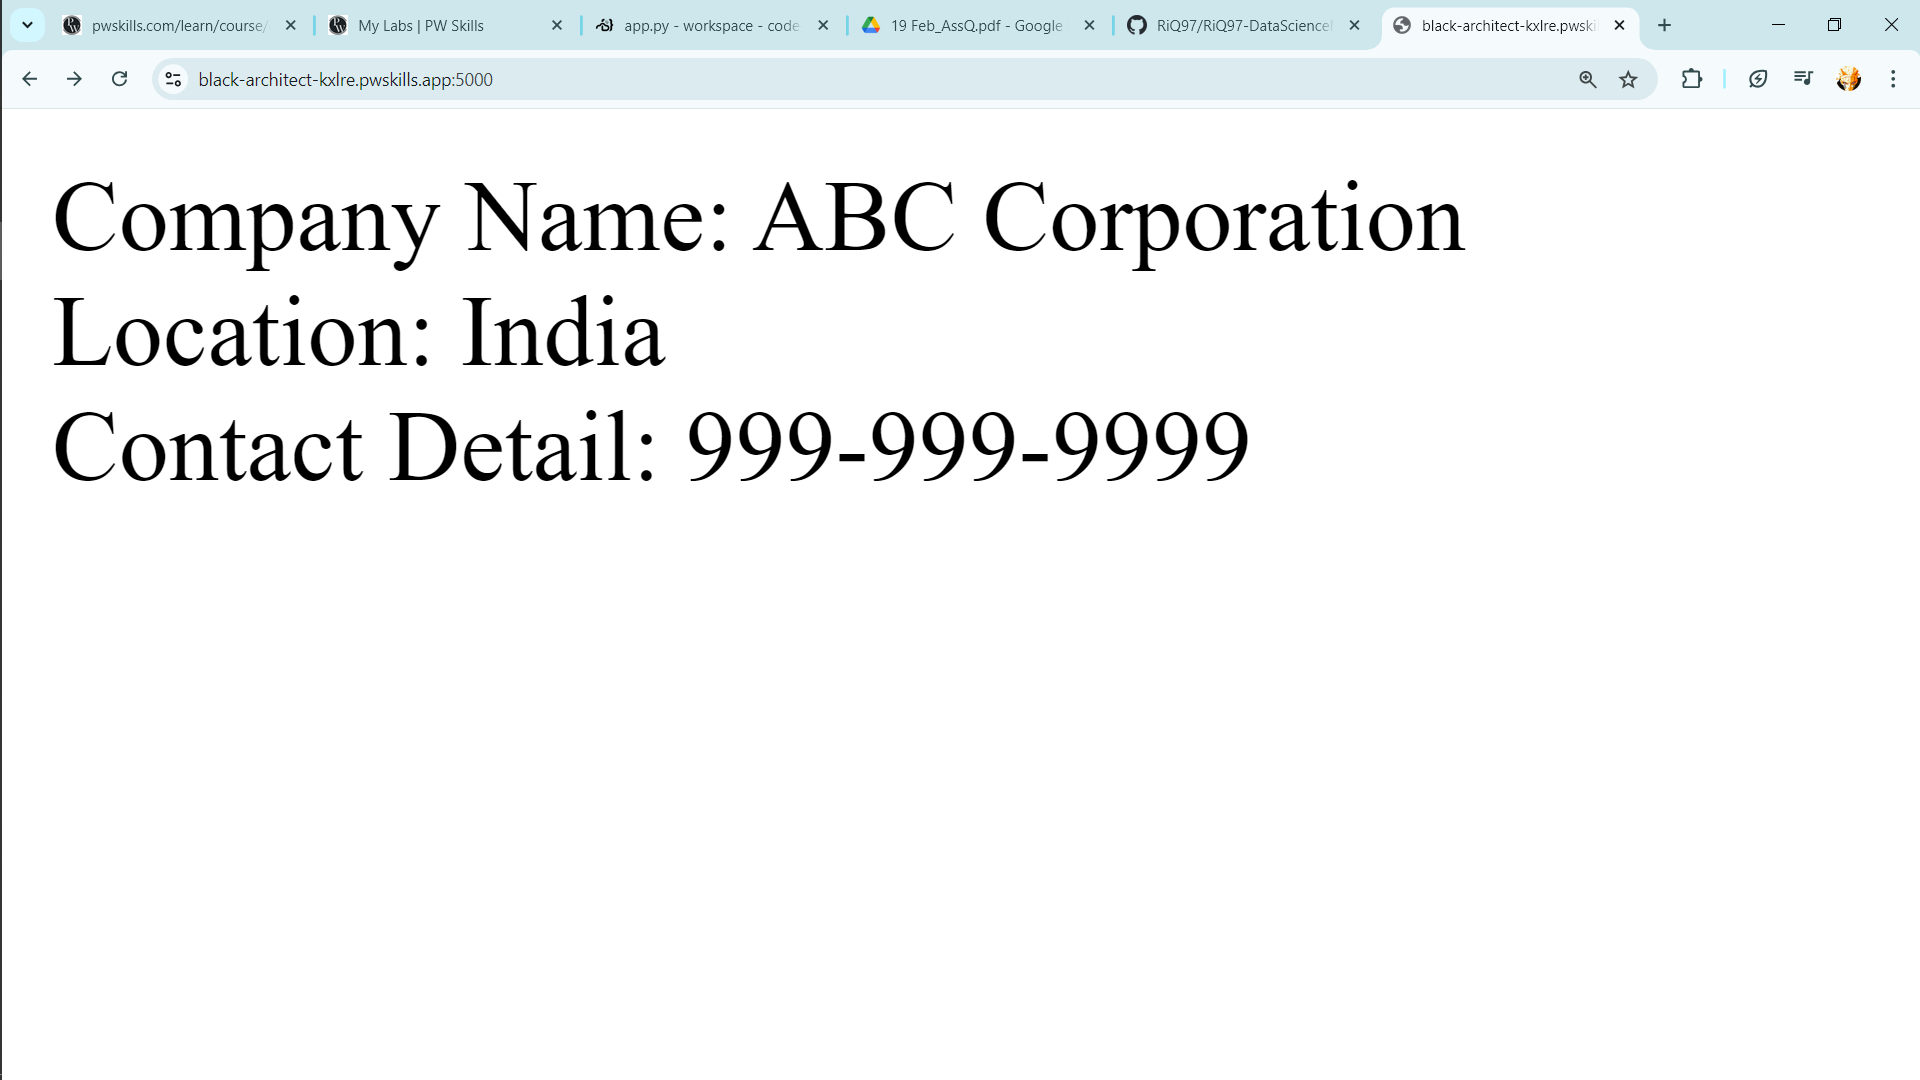 pwskills.com/learn/course/
My Labs | PW Skills
app.py - workspace - code
19 Feb_AssQ.pdf - Google
RiQ97/RiQ97-DataScience
black-architect-kxlre.pwski
black-architect-kxlre.pwskills.app:5000
Company Name: ABC Corporation
Location: India
Contact Detail: 999-999-9999